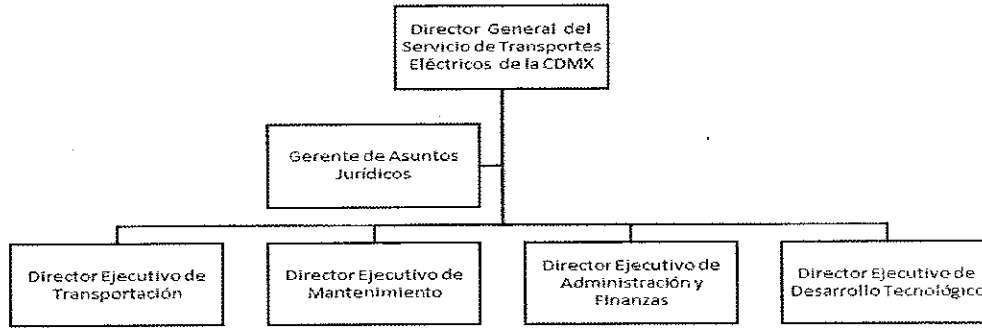 Director General del
Servicio de Transportes
Eléctricos de la CDMX
Gerente de Asuntos
Jurídicos
Director Ejecutivo de
Transportación
Director Ejecutivo de
Mantenimiento
Director Ejecutivo de
Administración y
Finanzas
Director Ejecutivo de
Desarrollo Tecnológico